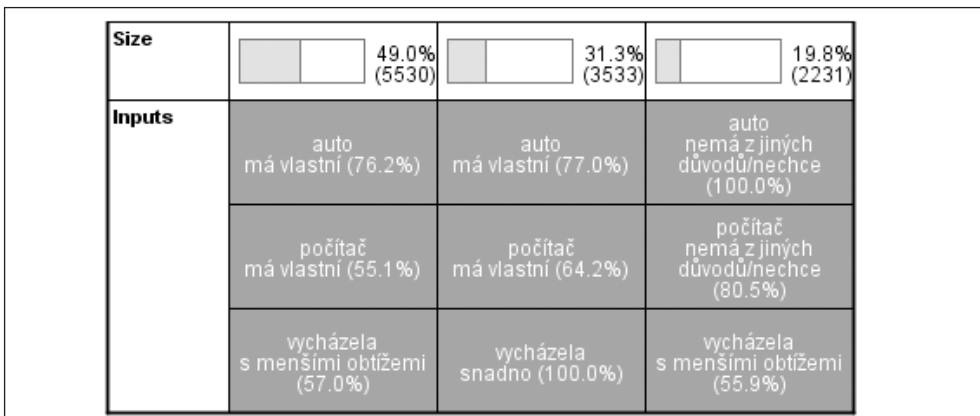 Size
49.0%
(5530)
31.3%
(3533)
19.8%
(2231)
Inputs
auto
má vlastní (76.2%)
auto
má vlastní (77.0%)
auto
nemá z jiných
důvodů/nechce
(100.0%)
počítač
má vlastní (55.1%)
počítač
má vlastní (64.2%)
počítač
nemá z jiných
důvodů/nechce
(80.5%)
vycházela
s menšími obtížemi
(57.0%)
vycházela
snadno (100.0%)
vycházela
s menšími obtížemi
(55.9%)